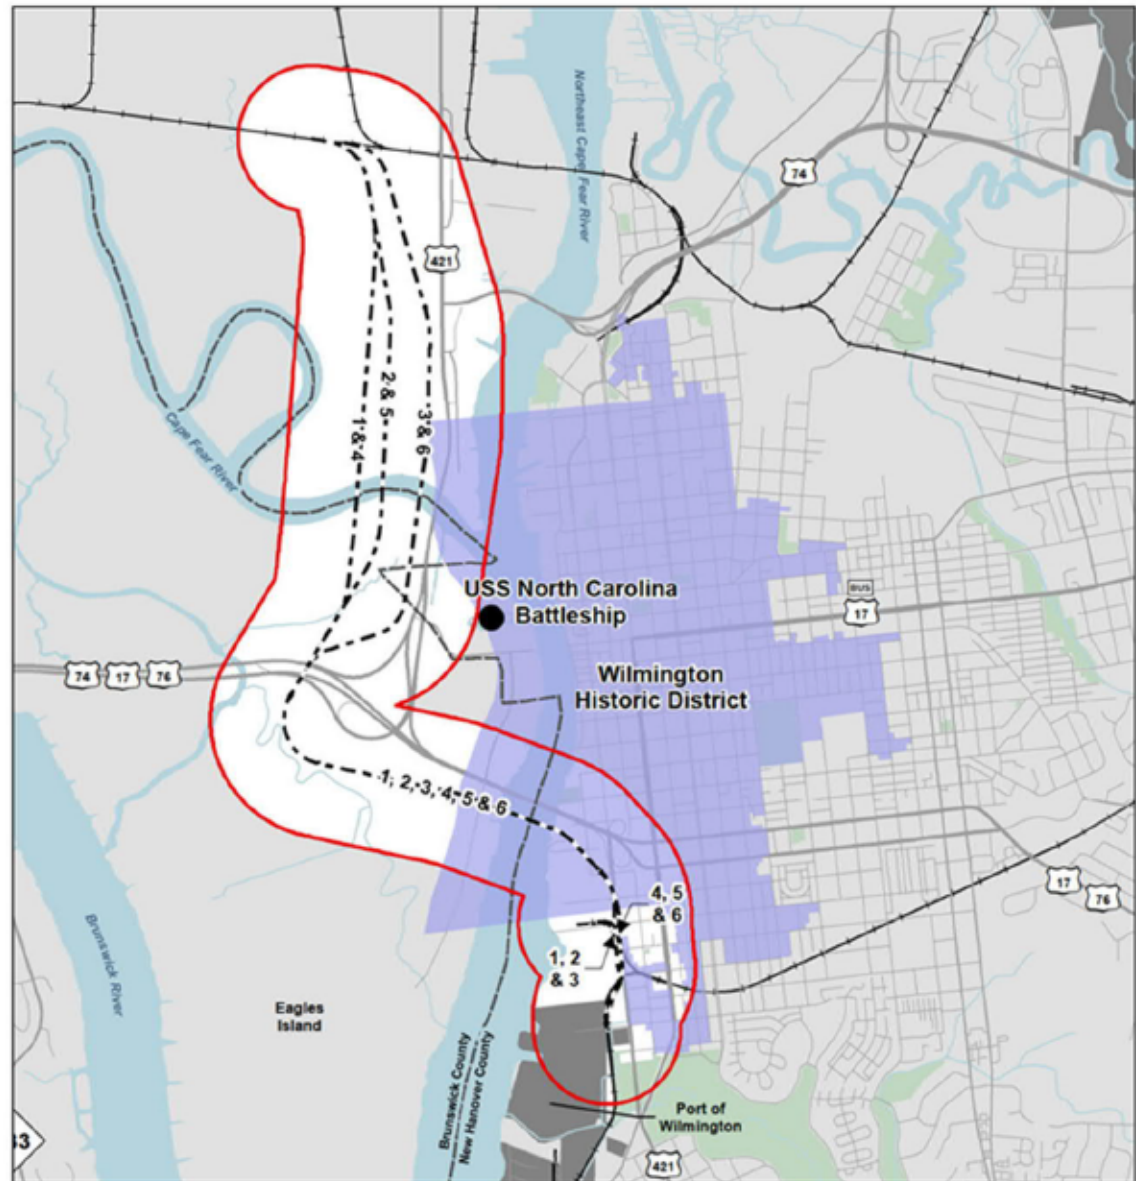 Northeast Cape Fear River
74
421
Cape Fear River
1 & 4
2 & 5
3 & 6
USS North Carolina
Battleship
BUS
17
74
17
76
Wilmington
Historic District
1, 2, 3, 4, 5 & 6
17
76
4, 5
& 6
1, 2
& 3
Brunswick River
Eagles
Island
Brunswick County
New Hanover County
Port of
Wilmington
421